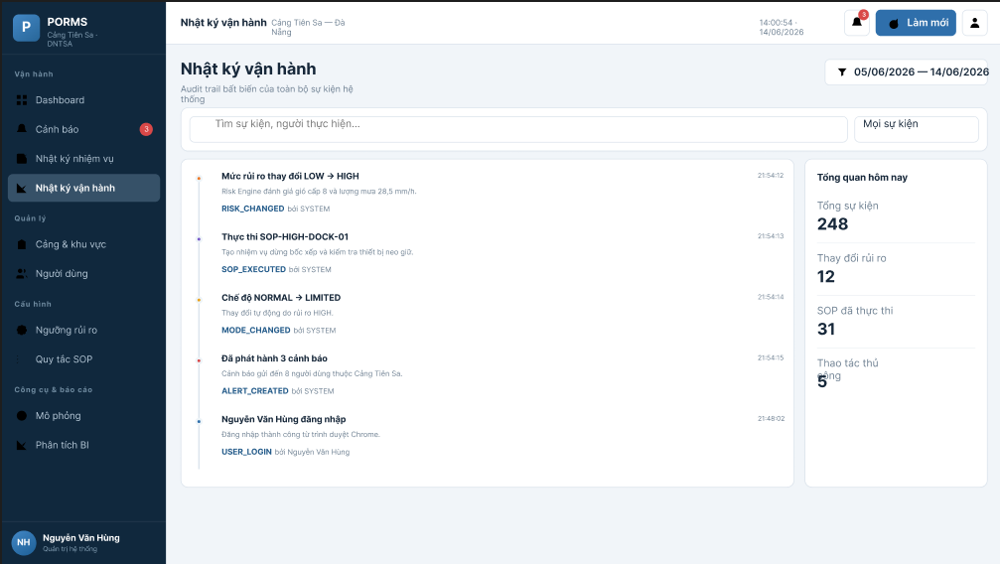 P
PORMS
Cảng Tiên Sa -
DNTSA
Vận hành
Dashboard
Cảnh báo
3
Nhật ký nhiệm vụ
Nhật ký vận hành
Quản lý
Cảng & khu vực
Người dùng
Cấu hình
Ngưỡng rủi ro
Quy tắc SOP
Công cụ & báo cáo
Mô phỏng
Phân tích BI
NH
Nguyễn Văn Hùng
Quản trị hệ thống
Nhật ký vận hành
Cảng Tiên Sa — Đà
Nẵng
14:00:54 ·
14/06/2026
3
Làm mới
Nhật ký vận hành
Audit trail bất biến của toàn bộ sự kiện hệ
thống
05/06/2026 — 14/06/2026
Tìm sự kiện, người thực hiện...
Mọi sự kiện
Mức rủi ro thay đổi LOW → HIGH
21:54:12
Risk Engine đánh giá gió cấp 8 và lượng mưa 28,5 mm/h.
RISK_CHANGED bởi SYSTEM
Thực thi SOP-HIGH-DOCK-01
21:54:13
Tạo nhiệm vụ dừng bốc xếp và kiểm tra thiết bị neo giữ.
SOP_EXECUTED bởi SYSTEM
Chế độ NORMAL → LIMITED
21:54:14
Thay đổi tự động do rủi ro HIGH.
MODE_CHANGED bởi SYSTEM
Đã phát hành 3 cảnh báo
21:54:15
Cảnh báo gửi đến 8 người dùng thuộc Cảng Tiên Sa.
ALERT_CREATED bởi SYSTEM
Nguyễn Văn Hùng đăng nhập
21:48:02
Đăng nhập thành công từ trình duyệt Chrome.
USER_LOGIN bởi Nguyễn Văn Hùng
Tổng quan hôm nay
Tổng sự kiện
248
Thay đổi rủi ro
12
SOP đã thực thi
31
Thao tác thủ
công
5